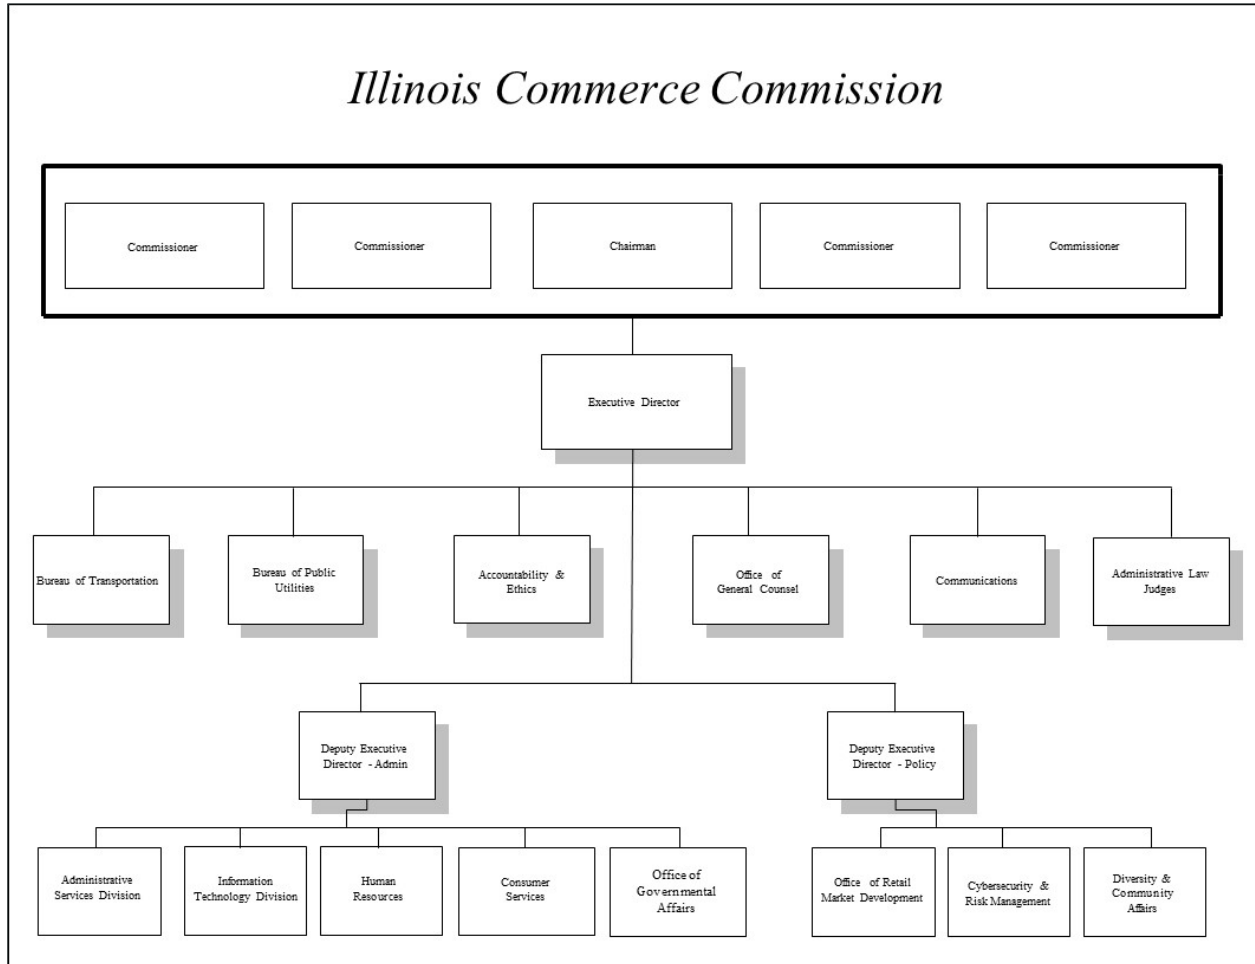 Illinois Commerce Commission
Commissioner
Commissioner
Chairman
Commissioner
Commissioner
Executive Director
Bureau of Transportation
Bureau of Public
Utilities
Accountability &
Ethics
Office of
General Counsel
Communications
Administrative Law
Judges
Deputy Executive
Director - Admin
Deputy Executive
Director - Policy
Administrative
Services Division
Information
Technology Division
Human
Resources
Consumer
Services
Office of
Governmental
Affairs
Office of Retail
Market Development
Cybersecurity &
Risk Management
Diversity &
Community
Affairs